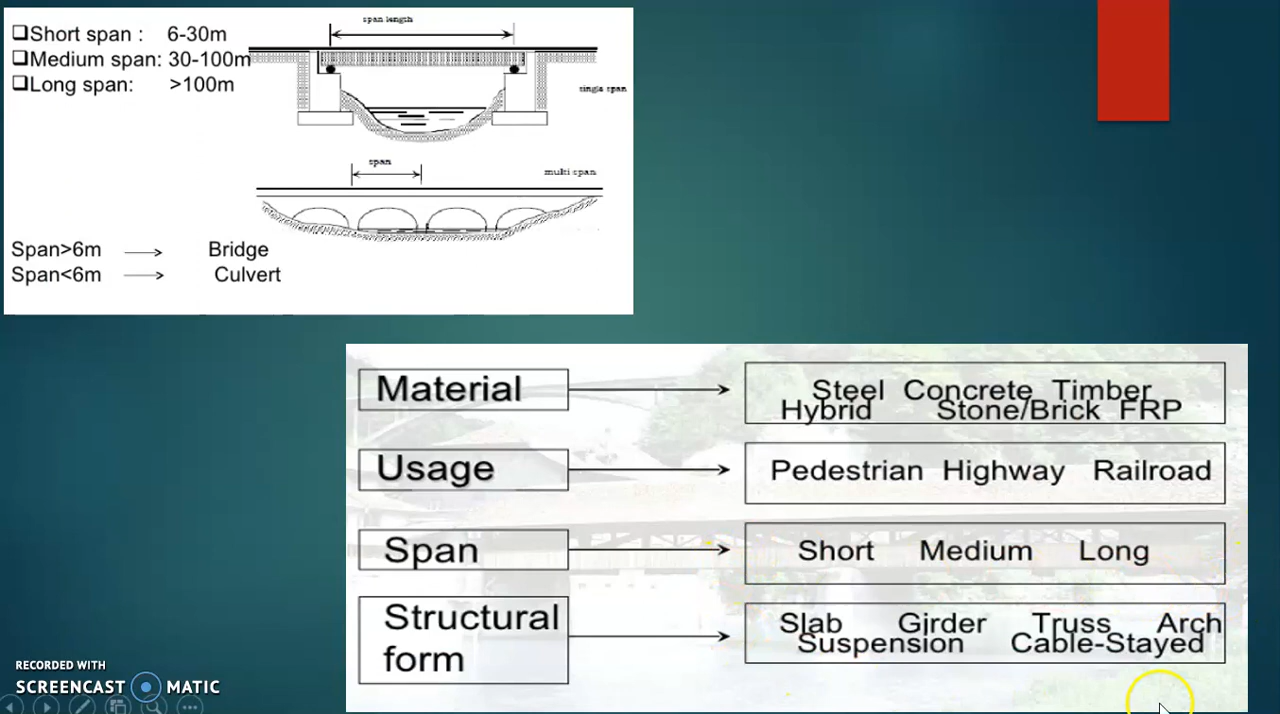 ❑Short span : 6-30m
❑Medium span: 30-100m
❑Long span: >100m
span length
single span
span
multi span
Span>6m → Bridge
Span<6m → Culvert
Material → Steel Concrete Timber
Hybrid Stone/Brick FRP
Usage → Pedestrian Highway Railroad
Span → Short Medium Long
Structural form → Slab Girder Truss Arch
Suspension Cable-Stayed
RECORDED WITH
SCREENCAST MATIC